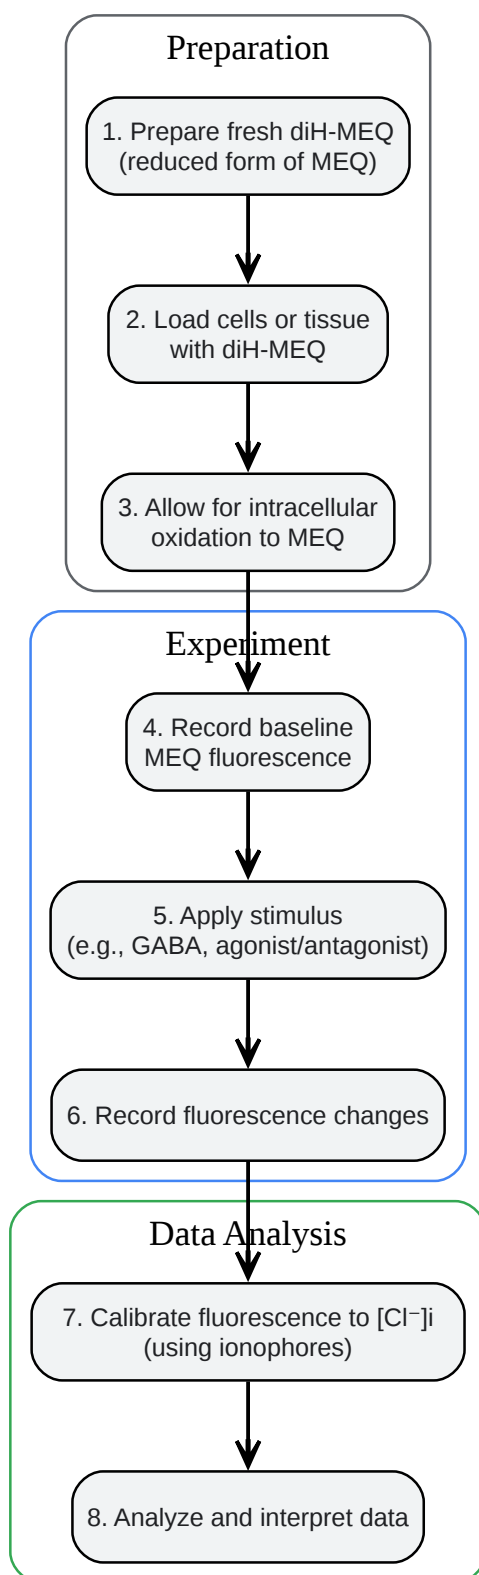 Preparation
1. Prepare fresh diH-MEQ
(reduced form of MEQ)
2. Load cells or tissue
with diH-MEQ
3. Allow for intracellular
oxidation to MEQ
Experiment
4. Record baseline
MEQ fluorescence
5. Apply stimulus
(e.g., GABA, agonist/antagonist)
6. Record fluorescence changes
Data Analysis
7. Calibrate fluorescence to [Cl⁻]i
(using ionophores)
8. Analyze and interpret data